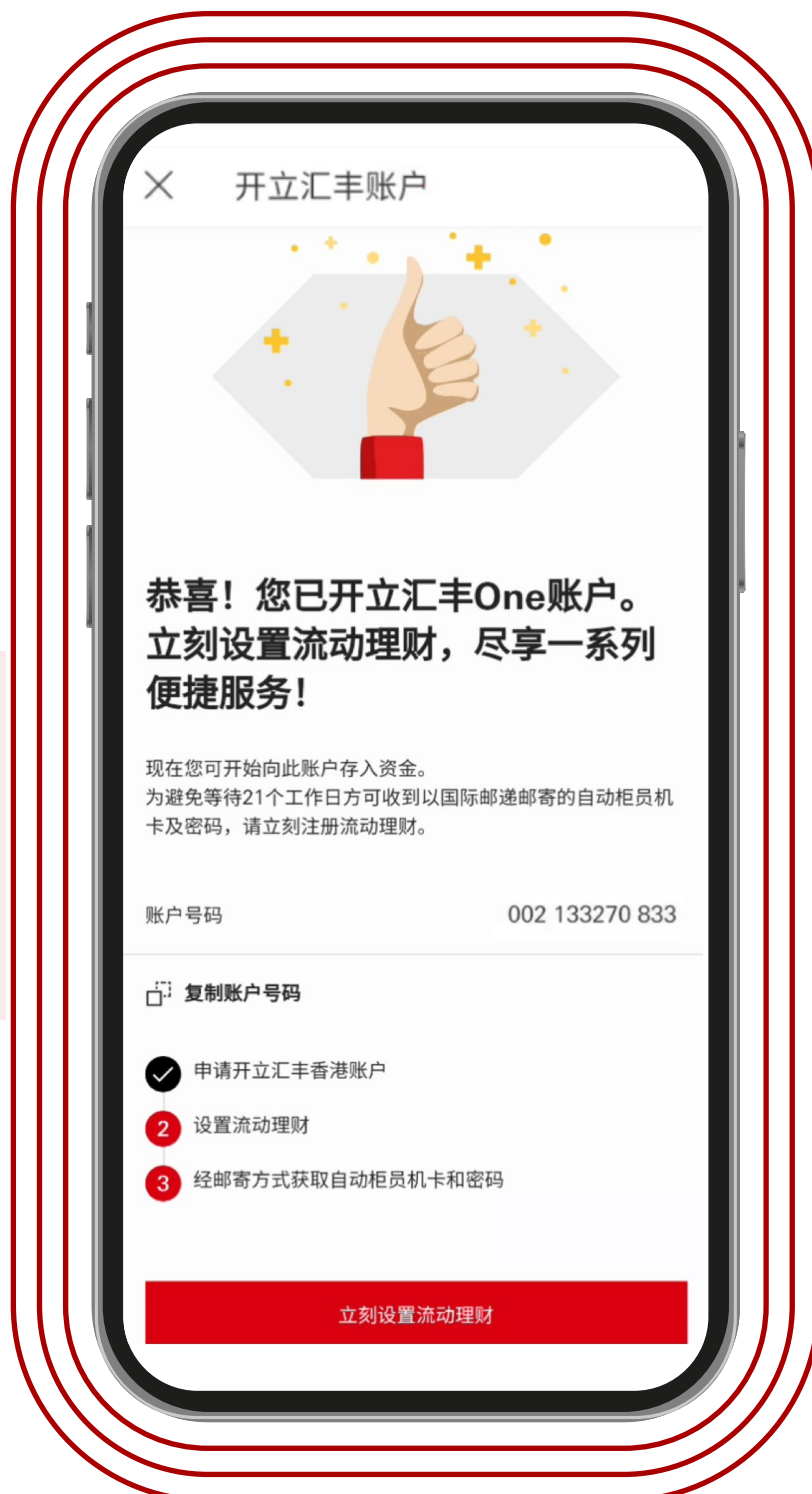 开立汇丰账户
恭喜！您已开立汇丰One账户。
立刻设置流动理财，尽享一系列
便捷服务！
现在您可开始向此账户存入资金。
为避免等待21个工作日方可收到以国际邮递邮寄的自动柜员机
卡及密码，请立刻注册流动理财。
账户号码 002 133270 833
复制账户号码
申请开立汇丰香港账户
2 设置流动理财
3 经邮寄方式获取自动柜员机卡和密码
立刻设置流动理财